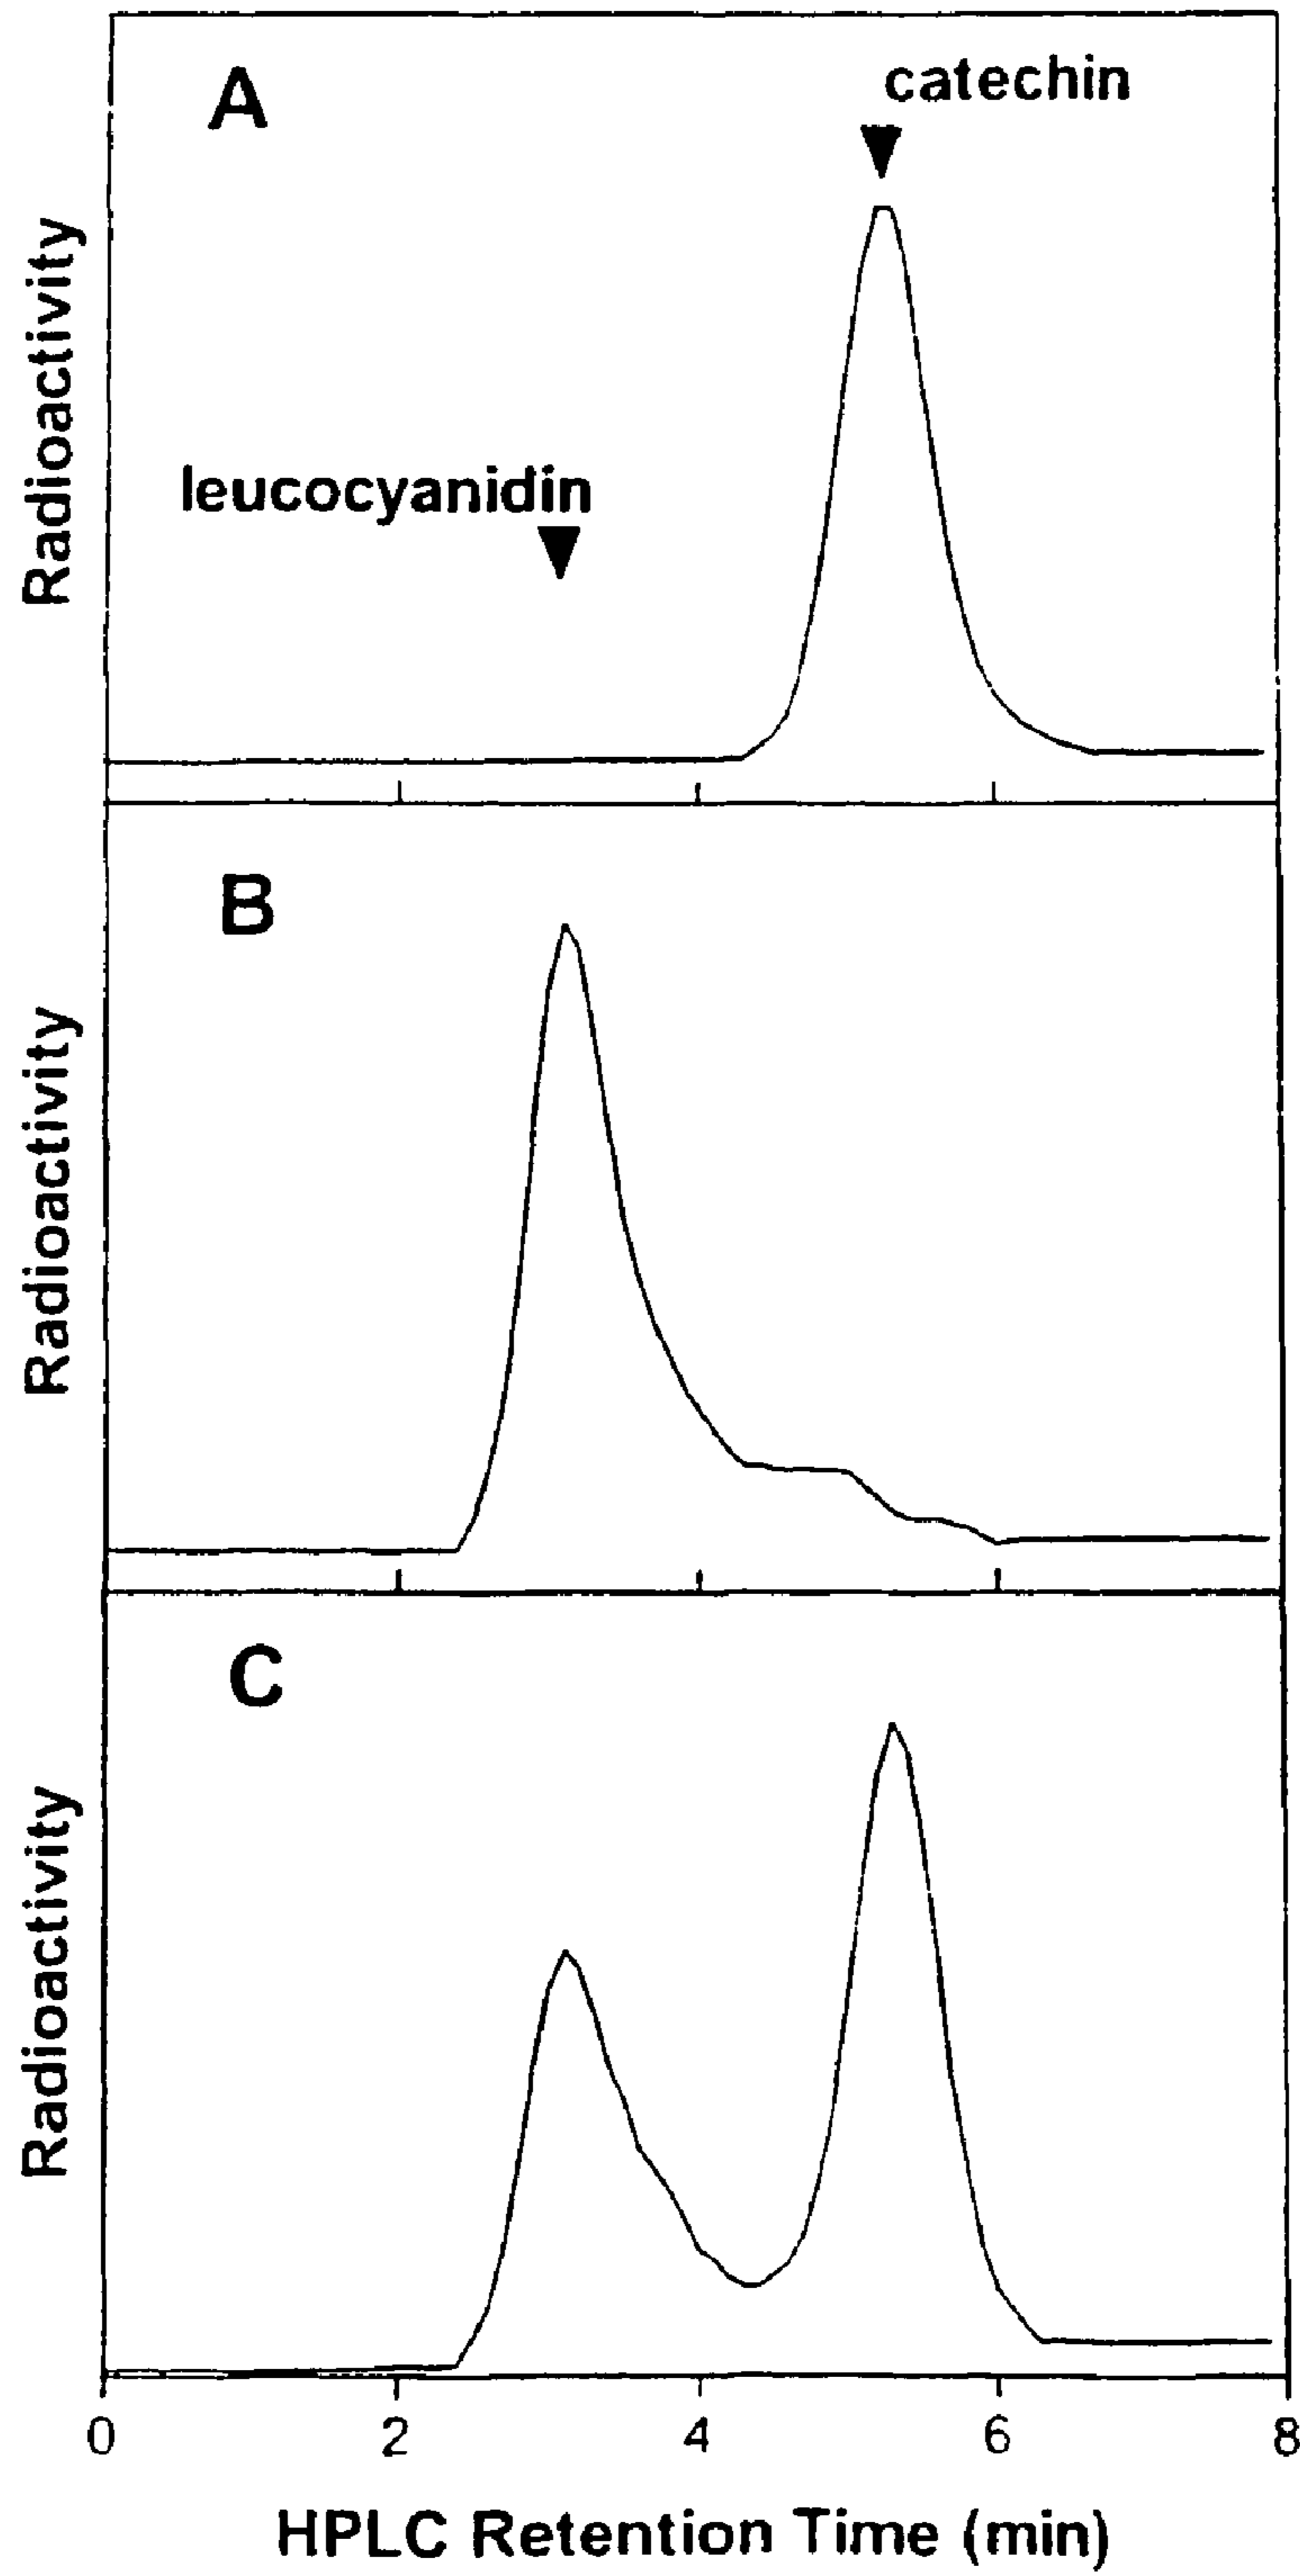 A
catechin
Radioactivity
leucocyanidin
B
Radioactivity
C
Radioactivity
0 2 4 6 8
HPLC Retention Time (min)